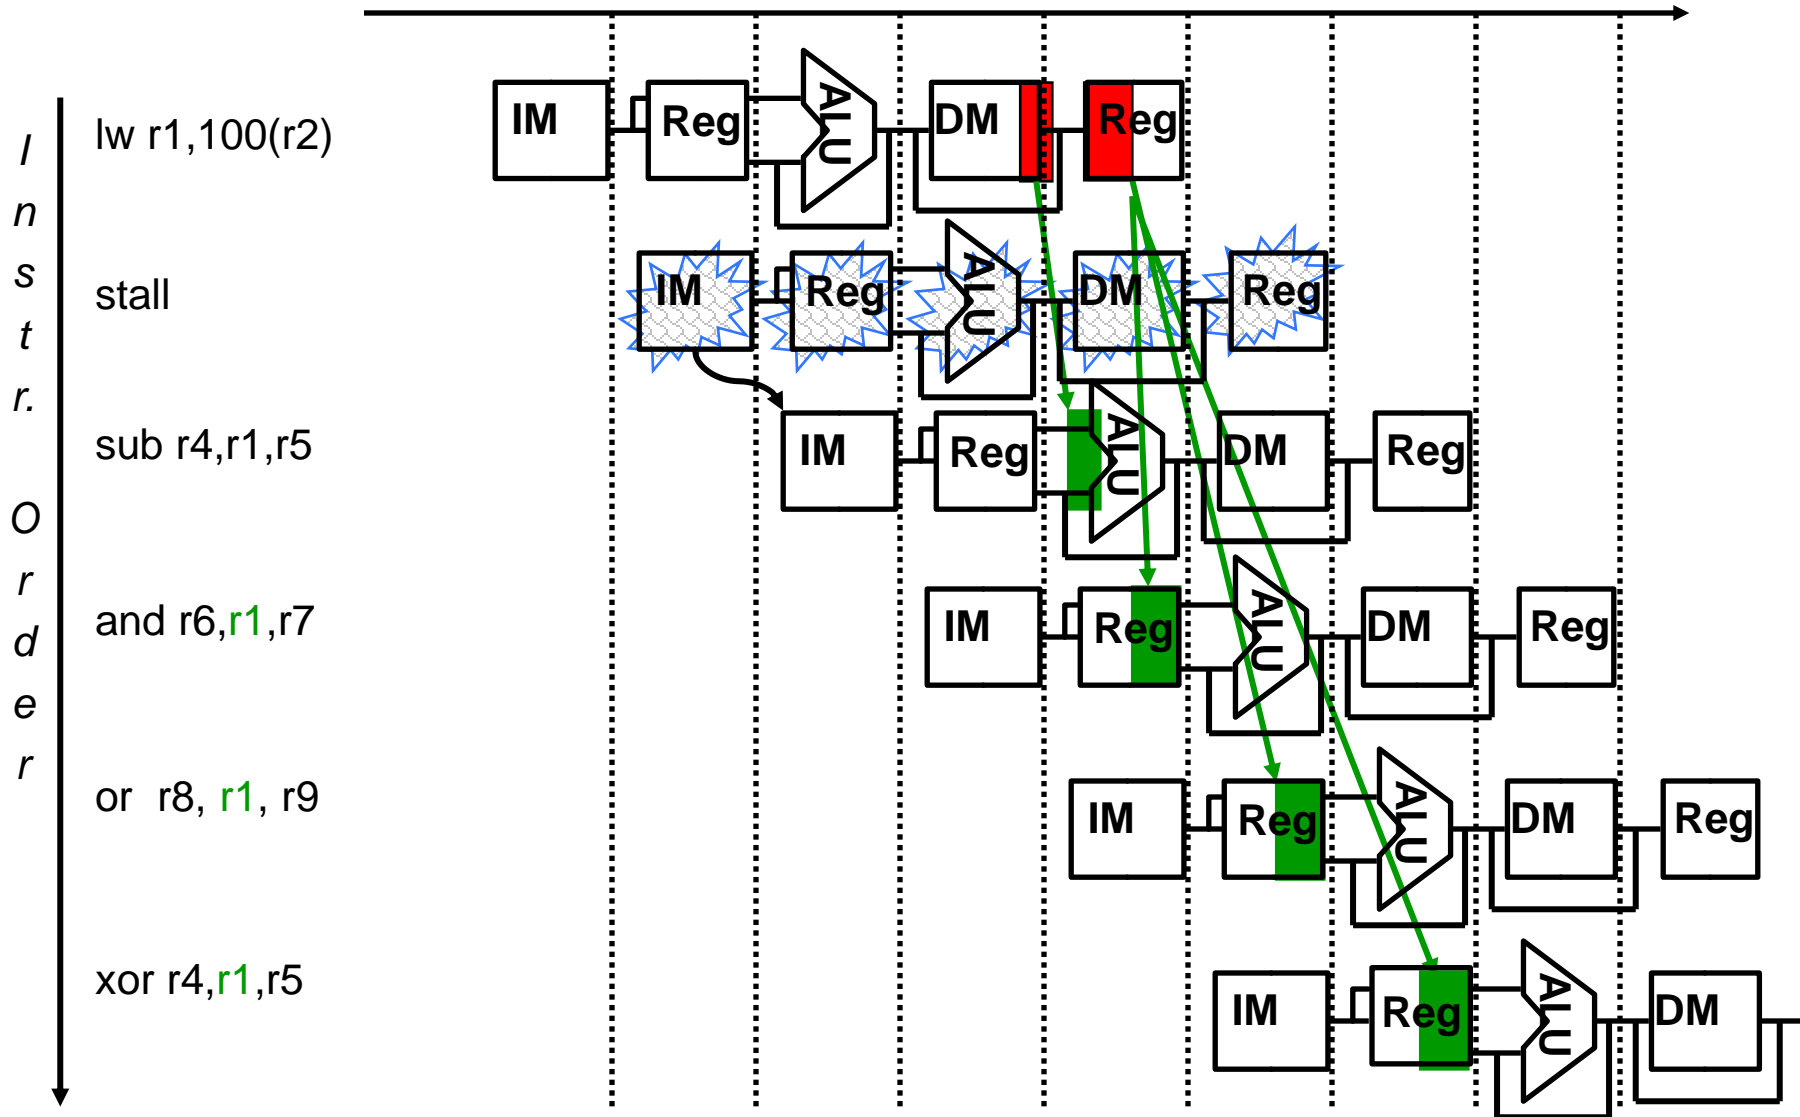 Instr. Order
lw r1,100(r2)
IM Reg ALU DM Reg
stall
IM Reg ALU DM Reg
sub r4,r1,r5
IM Reg ALU DM Reg
and r6,r1,r7
IM Reg ALU DM Reg
or r8, r1, r9
IM Reg ALU DM Reg
xor r4,r1,r5
IM Reg ALU DM